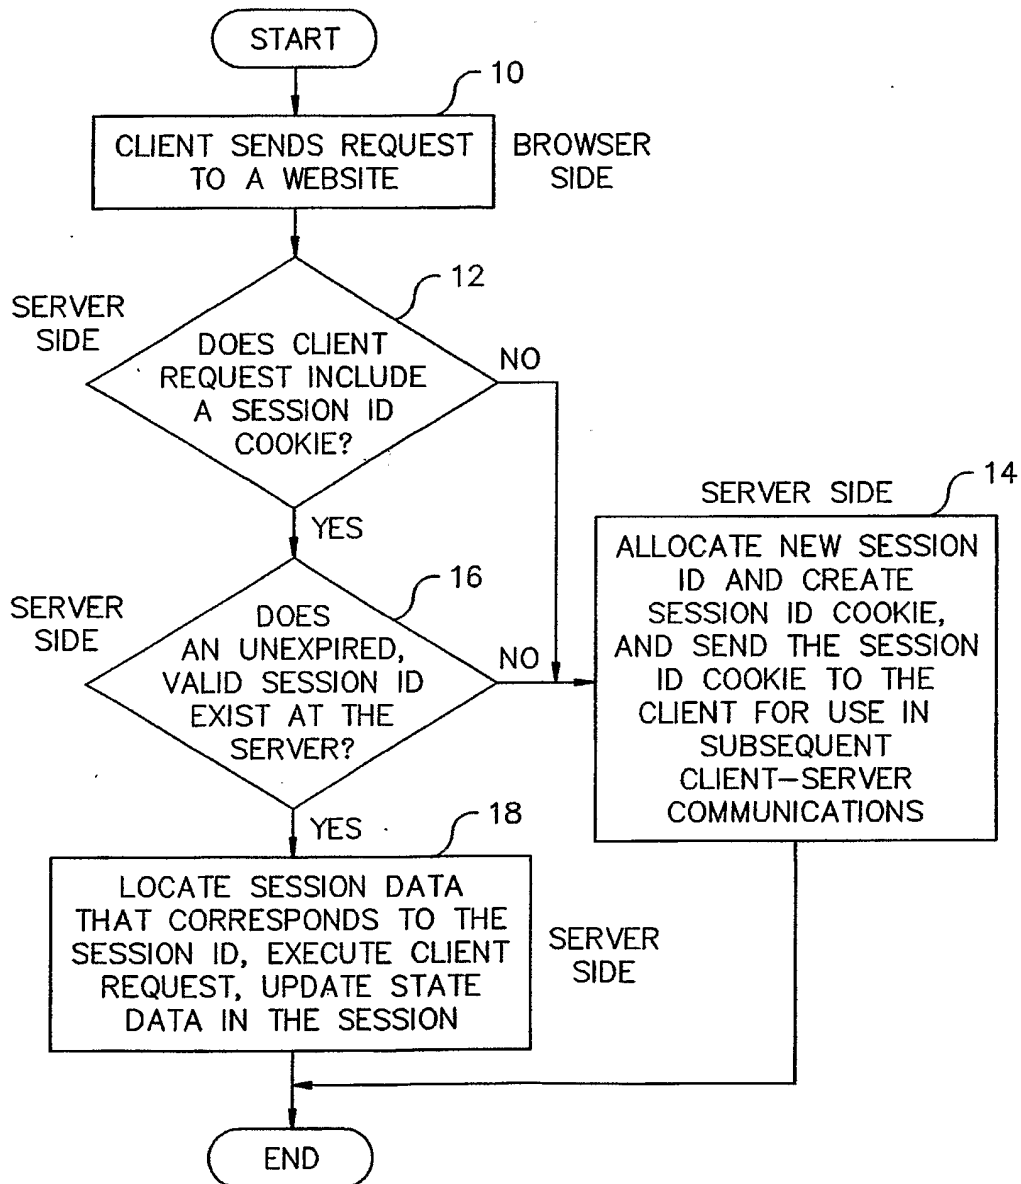 START
10
CLIENT SENDS REQUEST
TO A WEBSITE
BROWSER
SIDE
12
SERVER
SIDE
DOES CLIENT
REQUEST INCLUDE
A SESSION ID
COOKIE?
NO
YES
14
SERVER SIDE
ALLOCATE NEW SESSION
ID AND CREATE
SESSION ID COOKIE,
AND SEND THE SESSION
ID COOKIE TO THE
CLIENT FOR USE IN
SUBSEQUENT
CLIENT-SERVER
COMMUNICATIONS
16
SERVER
SIDE
DOES
AN UNEXPIRED,
VALID SESSION ID
EXIST AT THE
SERVER?
NO
YES
18
LOCATE SESSION DATA
THAT CORRESPONDS TO THE
SESSION ID, EXECUTE CLIENT
REQUEST, UPDATE STATE
DATA IN THE SESSION
SERVER
SIDE
END